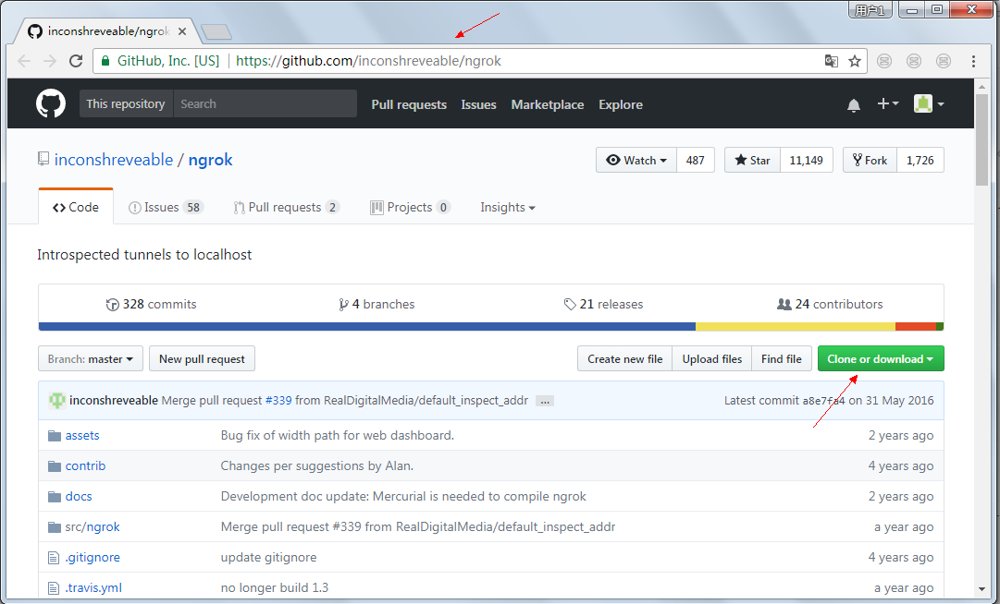 用户1
inconshreveable/ngrok
GitHub, Inc. [US] https://github.com/inconshreveable/ngrok
This repository Search Pull requests Issues Marketplace Explore
inconshreveable / ngrok
Watch 487 Star 11,149 Fork 1,726
Code Issues 58 Pull requests 2 Projects 0 Insights
Introspected tunnels to localhost
328 commits 4 branches 21 releases 24 contributors
Branch: master New pull request Create new file Upload files Find file Clone or download
inconshreveable Merge pull request #339 from RealDigitalMedia/default_inspect_addr ... Latest commit a8e7fa4 on 31 May 2016
assets Bug fix of width path for web dashboard. 2 years ago
contrib Changes per suggestions by Alan. 4 years ago
docs Development doc update: Mercurial is needed to compile ngrok 2 years ago
src/ngrok Merge pull request #339 from RealDigitalMedia/default_inspect_addr a year ago
.gitignore update gitignore 4 years ago
.travis.yml no longer build 1.3 a year ago